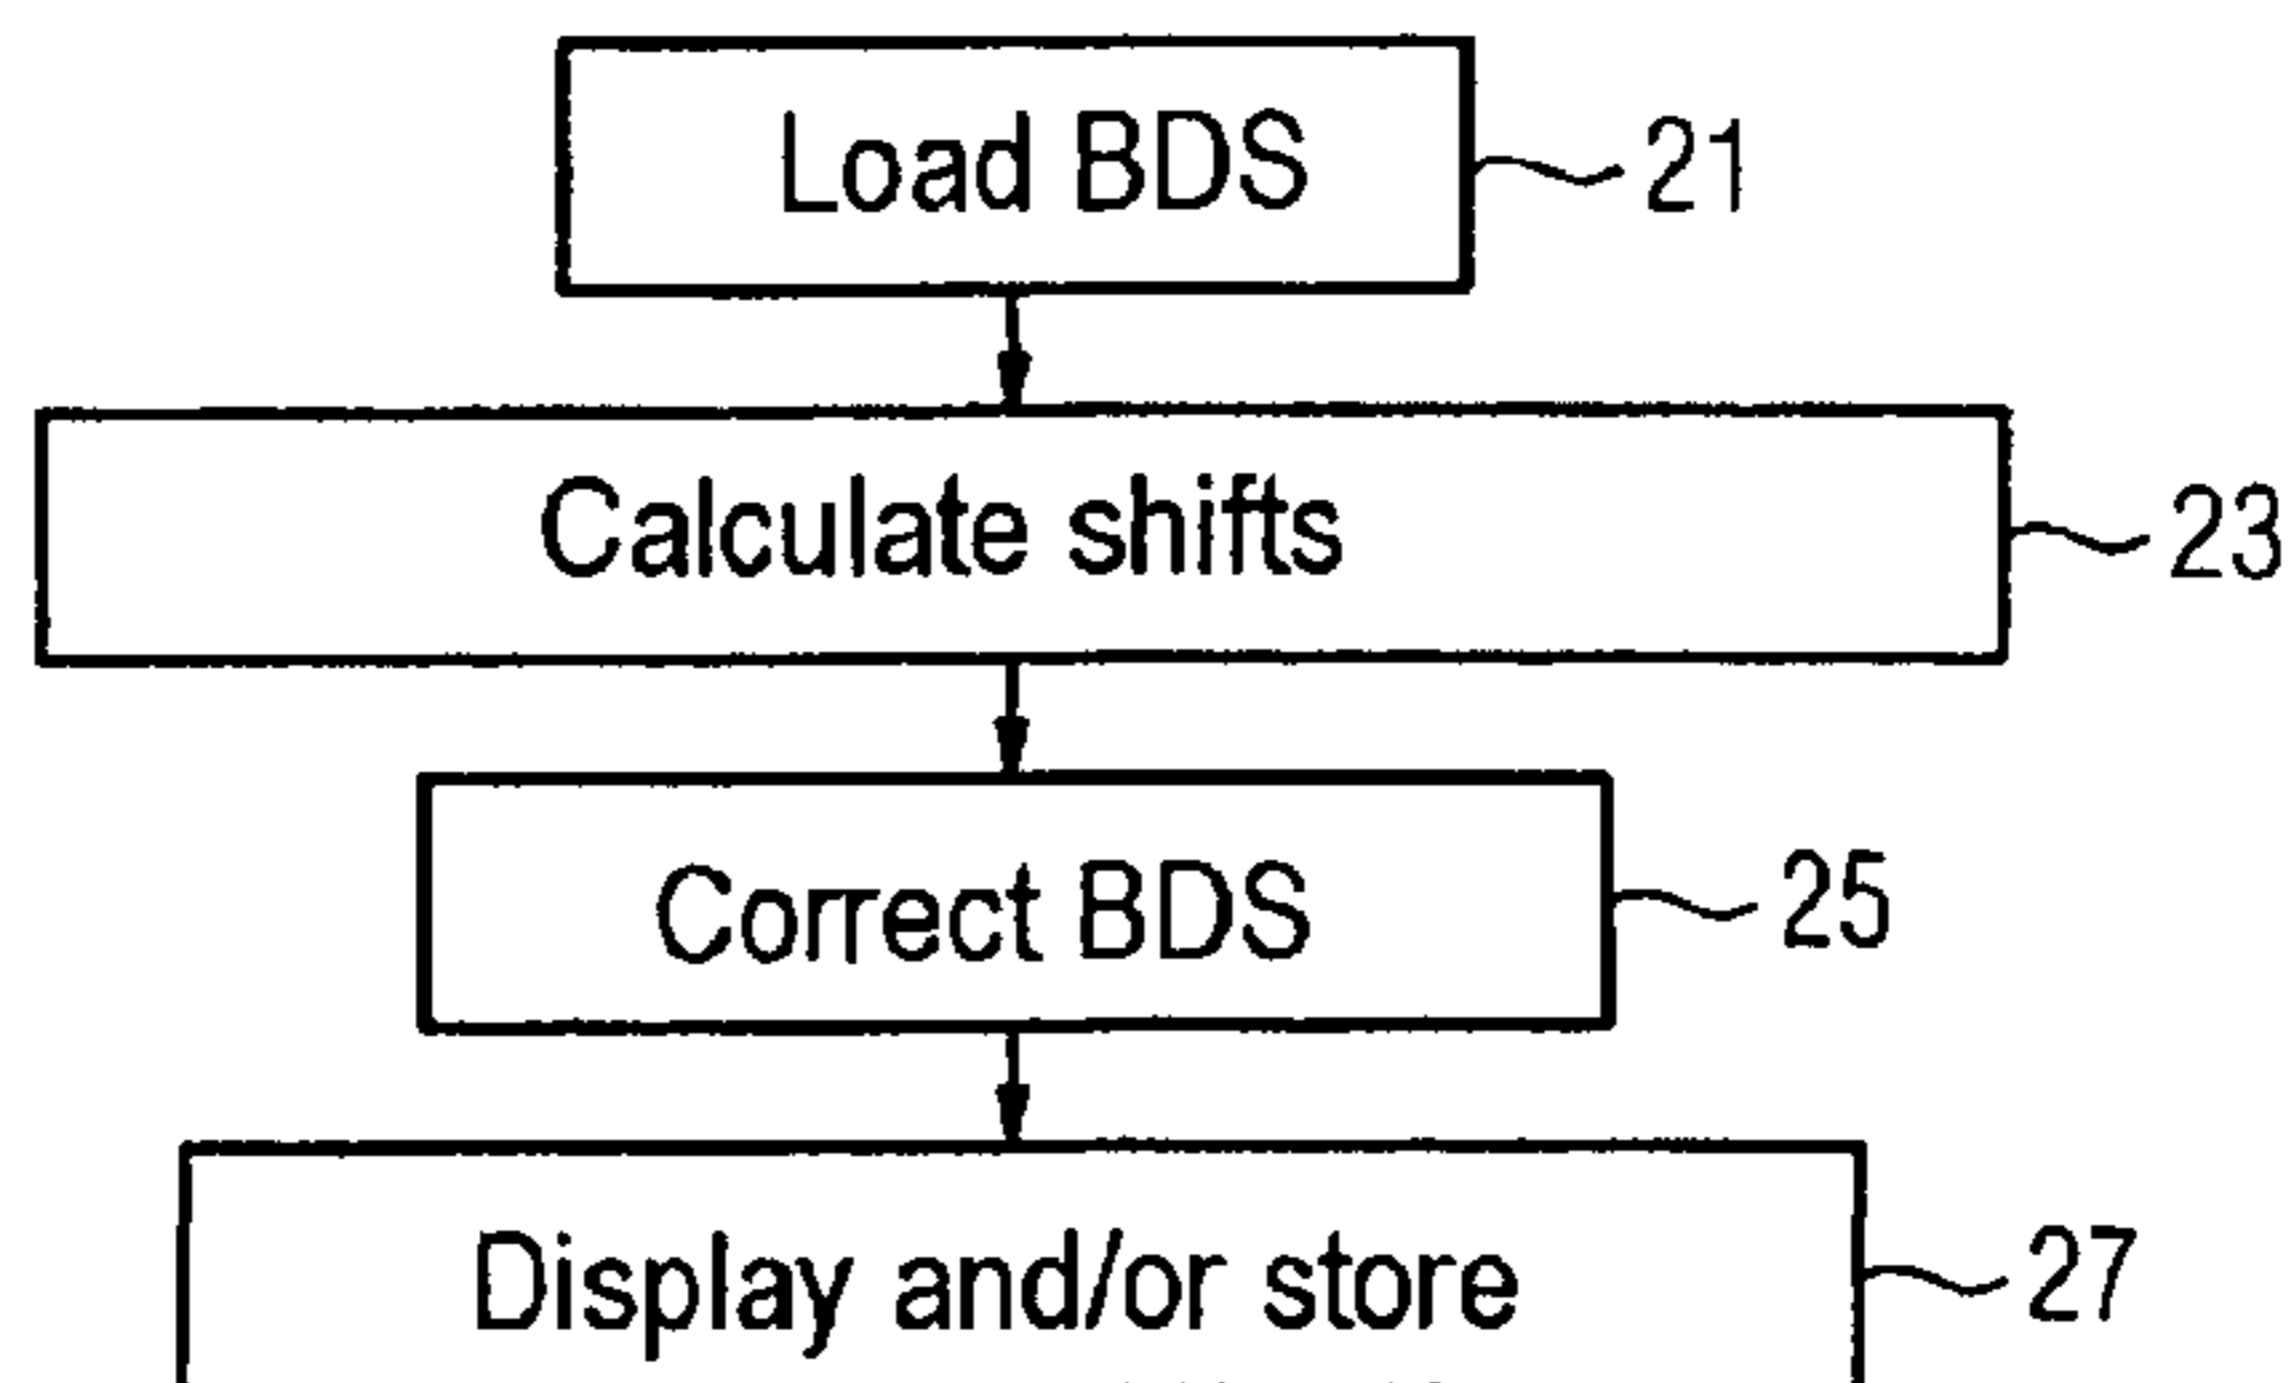 Load BDS
21
Calculate shifts
23
Correct BDS
25
Display and/or store
27